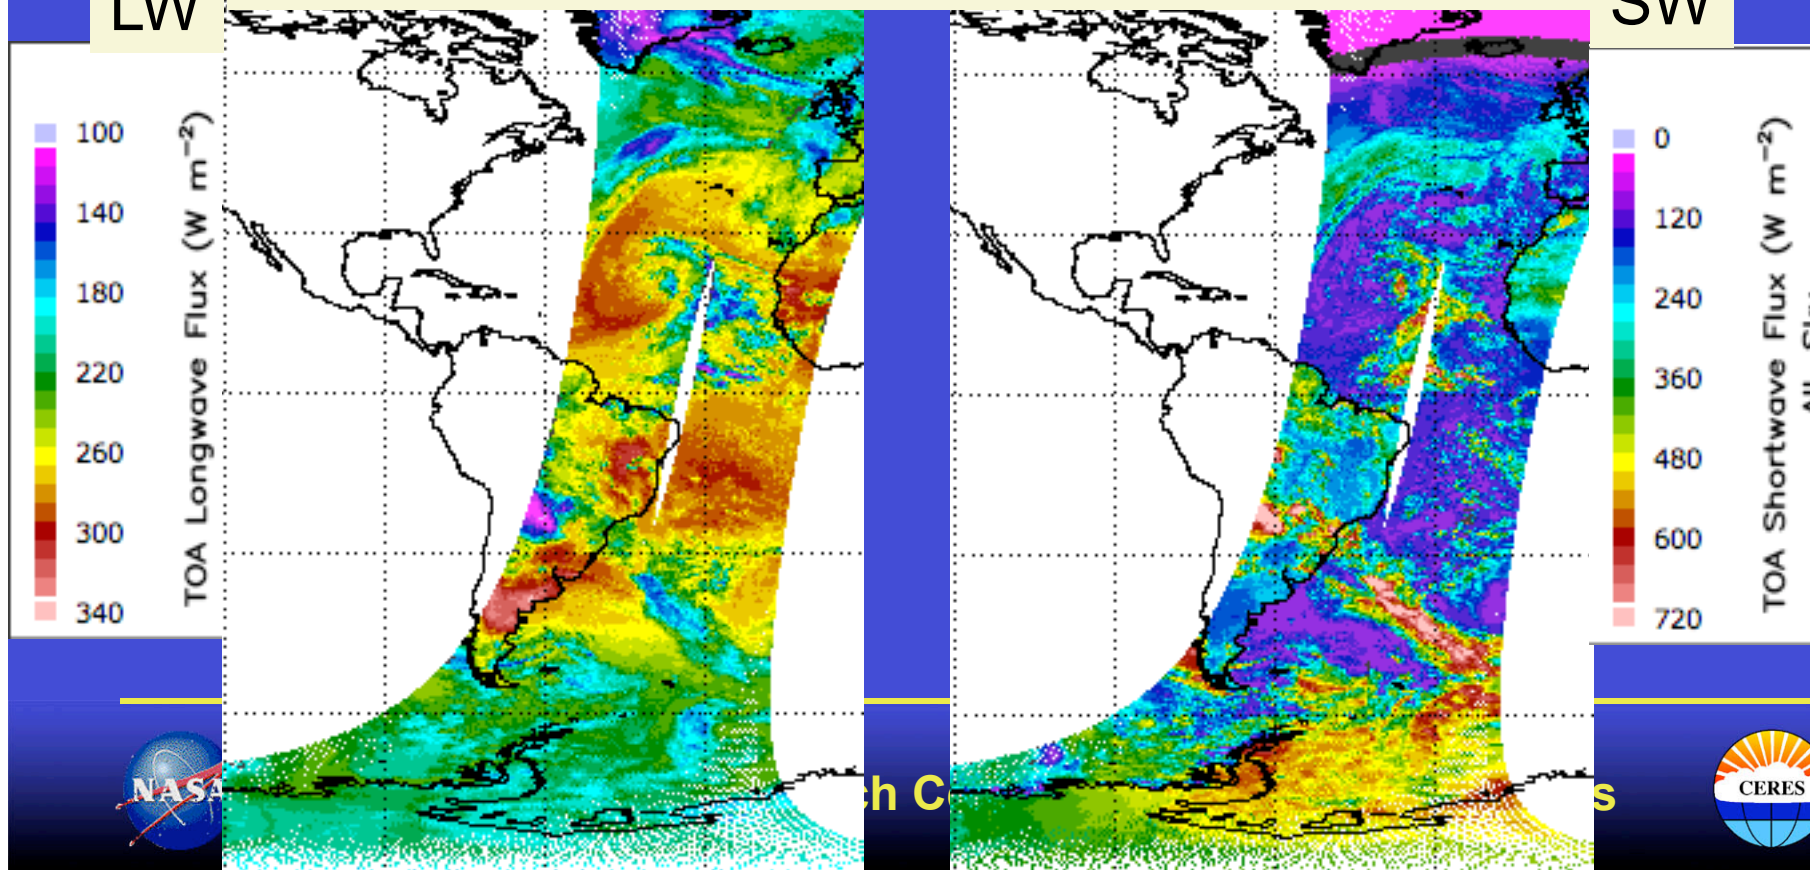 LW
SW
100
140
180
220
260
300
340
TOA Longwave Flux (W m⁻²)
0
120
240
360
480
600
720
TOA Shortwave Flux (W m⁻²)
NASA
ch C
s
CERES